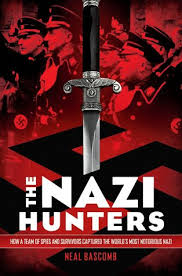 THE
NAZI
HUNTERS
HOW A TEAM OF SPIES AND SURVIVORS CAPTURED THE WORLD'S MOST NOTORIOUS NAZI
NEAL BASCOMB